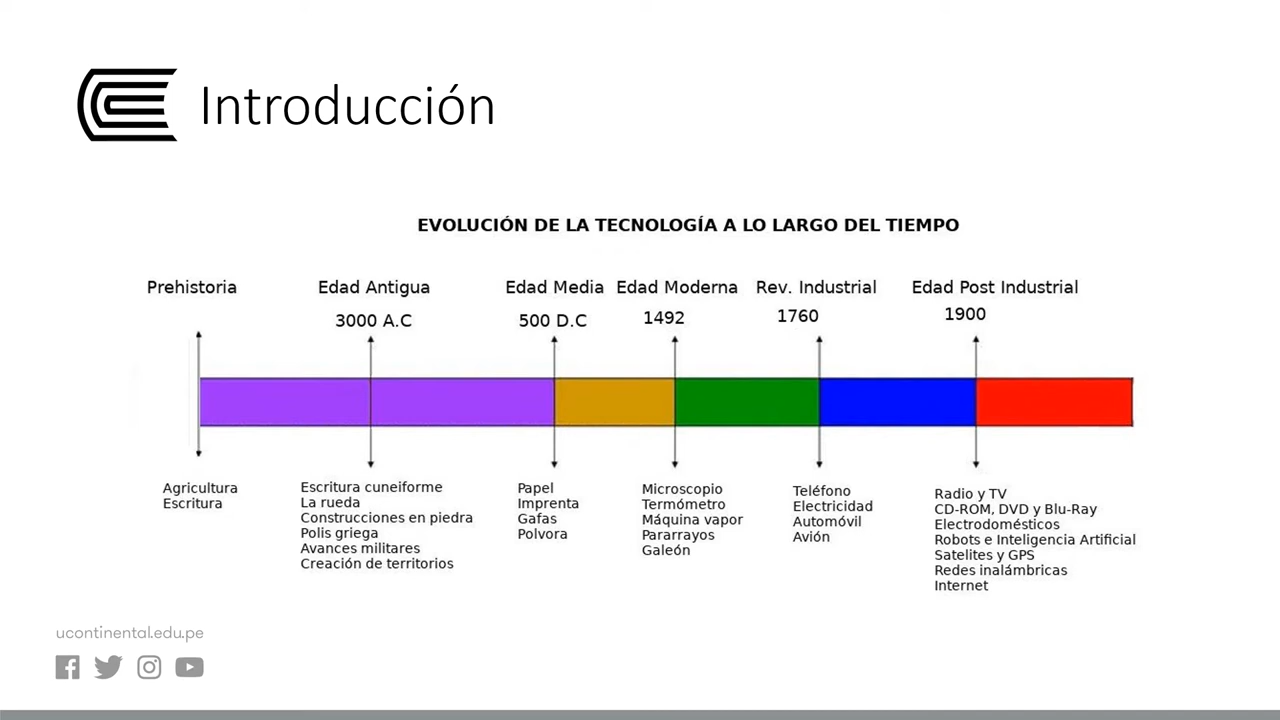 Introducción
EVOLUCIÓN DE LA TECNOLOGÍA A LO LARGO DEL TIEMPO
Prehistoria
Edad Antigua
3000 A.C
Edad Media
500 D.C
Edad Moderna
1492
Rev. Industrial
1760
Edad Post Industrial
1900
Agricultura
Escritura
Escritura cuneiforme
La rueda
Construcciones en piedra
Polis griega
Avances militares
Creación de territorios
Papel
Imprenta
Gafas
Polvora
Microscopio
Termómetro
Máquina vapor
Pararrayos
Galeón
Teléfono
Electricidad
Automóvil
Avión
Radio y TV
CD-ROM, DVD y Blu-Ray
Electrodomésticos
Robots e Inteligencia Artificial
Satelites y GPS
Redes inalámbricas
Internet
ucontinental.edu.pe